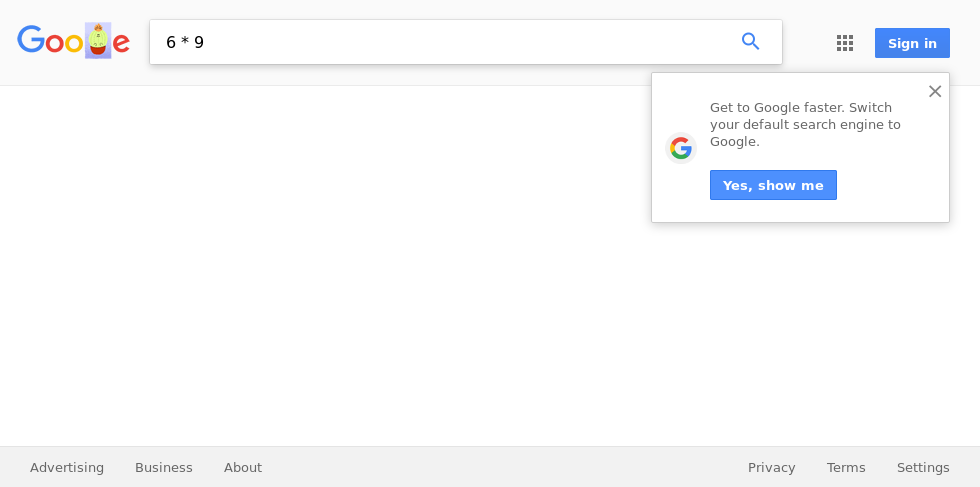 Google
6 * 9
Sign in
Get to Google faster. Switch
your default search engine to
Google.
Yes, show me
Advertising Business About Privacy Terms Settings